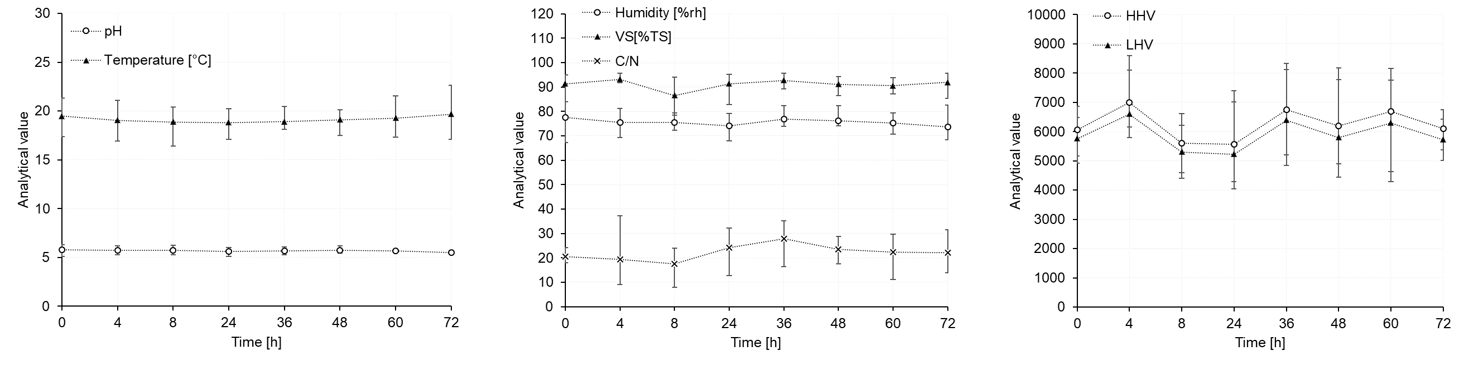 30
25
20
15
10
5
0
Analytical value
pH
Temperature [°C]
0 4 8 24 36 48 60 72
Time [h]
120
110
100
90
80
70
60
50
40
30
20
10
0
Analytical value
Humidity [%rh]
VS[%TS]
C/N
0 4 8 24 36 48 60 72
Time [h]
10000
9000
8000
7000
6000
5000
4000
3000
2000
1000
0
Analytical value
HHV
LHV
0 4 8 24 36 48 60 72
Time [h]